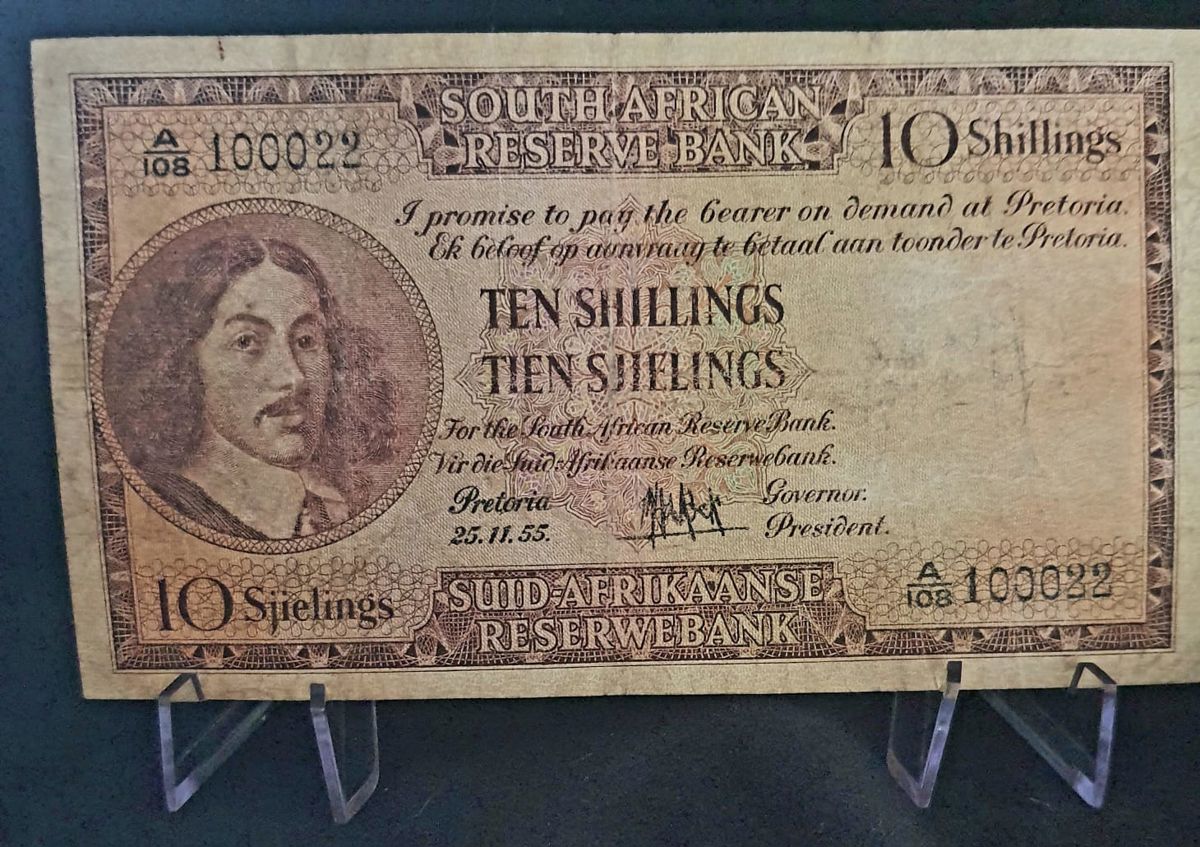 SOUTH AFRICAN
RESERVE BANK
A/108 100022
10 Shillings
I promise to pay the bearer on demand at Pretoria.
Ek beloof op aanvraag te betaal aan toonder te Pretoria.
TEN SHILLINGS
TIEN SJIELINGS
For the South African Reserve Bank.
Vir die Suid-Afrikaanse Reserwebank.
Pretoria
25.11.55.
Governor.
President.
10 Sjielings
SUID-AFRIKAANSE
RESERWEBANK
A/108 100022